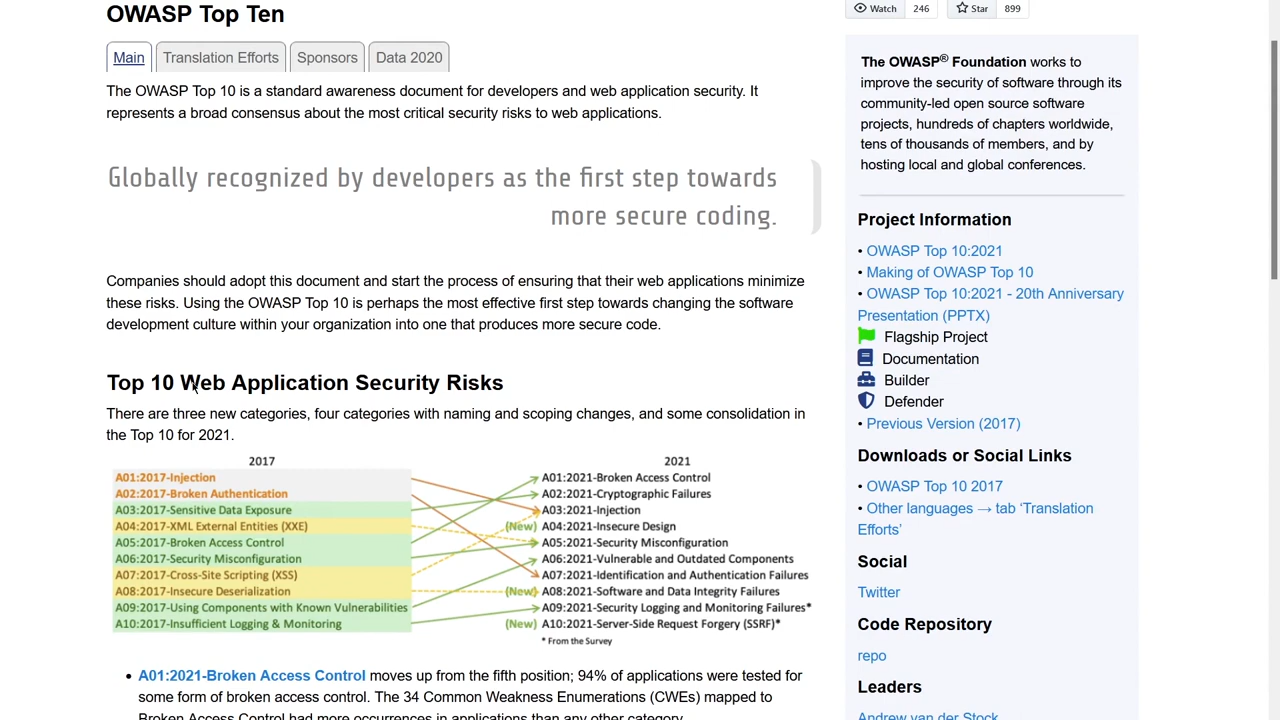 OWASP Top Ten
Main
Translation Efforts
Sponsors
Data 2020
The OWASP Top 10 is a standard awareness document for developers and web application security. It
represents a broad consensus about the most critical security risks to web applications.
Globally recognized by developers as the first step towards
more secure coding.
Companies should adopt this document and start the process of ensuring that their web applications minimize
these risks. Using the OWASP Top 10 is perhaps the most effective first step towards changing the software
development culture within your organization into one that produces more secure code.
Top 10 Web Application Security Risks
There are three new categories, four categories with naming and scoping changes, and some consolidation in
the Top 10 for 2021.
2017
A01:2017-Injection
A02:2017-Broken Authentication
A03:2017-Sensitive Data Exposure
A04:2017-XML External Entities (XXE)
A05:2017-Broken Access Control
A06:2017-Security Misconfiguration
A07:2017-Cross-Site Scripting (XSS)
A08:2017-Insecure Deserialization
A09:2017-Using Components with Known Vulnerabilities
A10:2017-Insufficient Logging & Monitoring
2021
A01:2021-Broken Access Control
A02:2021-Cryptographic Failures
A03:2021-Injection
(New) A04:2021-Insecure Design
A05:2021-Security Misconfiguration
A06:2021-Vulnerable and Outdated Components
A07:2021-Identification and Authentication Failures
(New) A08:2021-Software and Data Integrity Failures
A09:2021-Security Logging and Monitoring Failures*
(New) A10:2021-Server-Side Request Forgery (SSRF)*
* From the Survey
• A01:2021-Broken Access Control moves up from the fifth position; 94% of applications were tested for
some form of broken access control. The 34 Common Weakness Enumerations (CWEs) mapped to
Broken Access Control had more occurrences in applications than any other category.
Watch 246
Star 899
The OWASP® Foundation works to
improve the security of software through its
community-led open source software
projects, hundreds of chapters worldwide,
tens of thousands of members, and by
hosting local and global conferences.
Project Information
• OWASP Top 10:2021
• Making of OWASP Top 10
• OWASP Top 10:2021 - 20th Anniversary
Presentation (PPTX)
Flagship Project
Documentation
Builder
Defender
• Previous Version (2017)
Downloads or Social Links
• OWASP Top 10 2017
• Other languages → tab ‘Translation
Efforts’
Social
Twitter
Code Repository
repo
Leaders
Andrew van der Stock